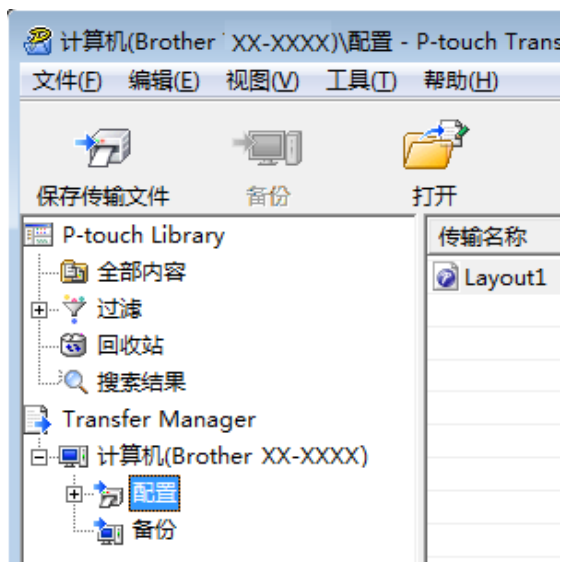 计算机(Brother XX-XXXX)\配置 - P-touch Trans
文件(F) 编辑(E) 视图(V) 工具(T) 帮助(H)
保存传输文件 备份 打开
P-touch Library
全部内容
过滤
回收站
搜索结果
Transfer Manager
计算机(Brother XX-XXXX)
配置
备份
传输名称
Layout1